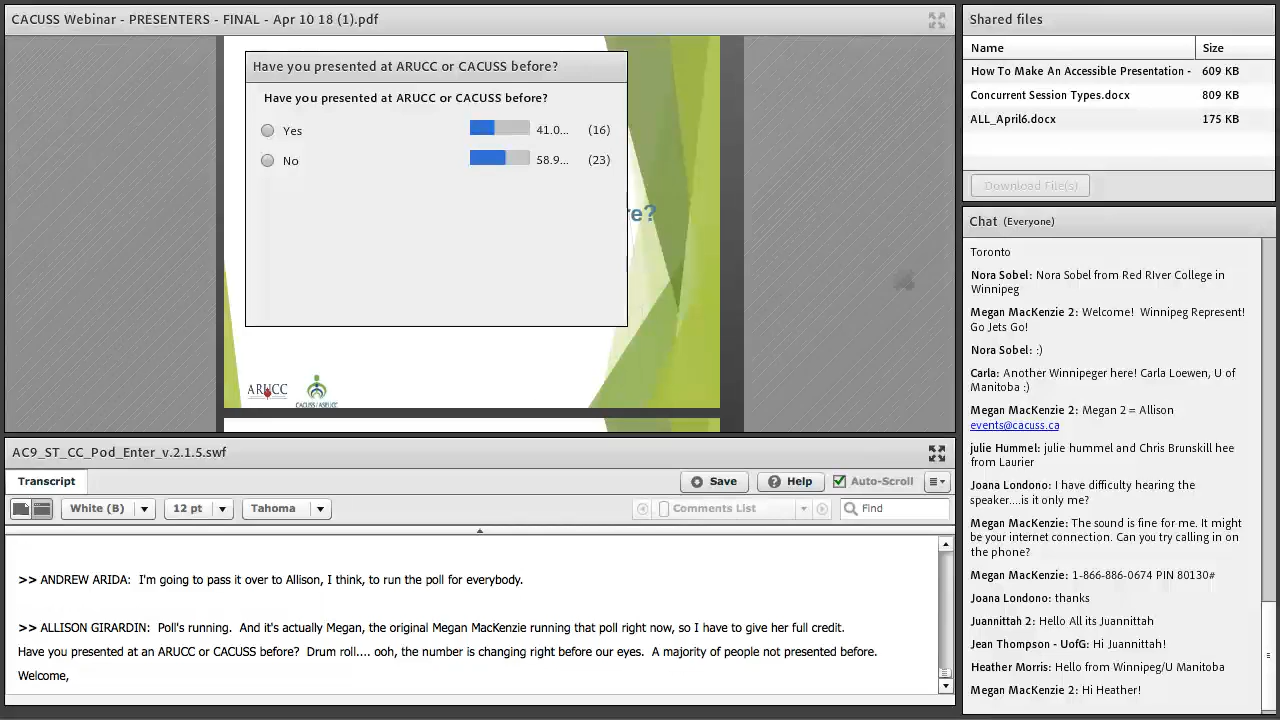 CACUSS Webinar - PRESENTERS - FINAL - Apr 10 18 (1).pdf
Have you presented at ARUCC or CACUSS before?
Have you presented at ARUCC or CACUSS before?
Yes 41.0... (16)
No 58.9... (23)
re?
ARUCC
CACUSS / ASEUCC
Shared files
Name Size
How To Make An Accessible Presentation - 609 KB
Concurrent Session Types.docx 809 KB
ALL_April6.docx 175 KB
Download File(s)
Chat (Everyone)
Toronto
Nora Sobel: Nora Sobel from Red RIver College in
Winnipeg
Megan MacKenzie 2: Welcome! Winnipeg Represent!
Go Jets Go!
Nora Sobel: :)
Carla: Another Winnipeger here! Carla Loewen, U of
Manitoba :)
Megan MacKenzie 2: Megan 2 = Allison
events@cacuss.ca
julie Hummel: julie hummel and Chris Brunskill hee
from Laurier
Joana Londono: I have difficulty hearing the
speaker....is it only me?
Megan MacKenzie: The sound is fine for me. It might
be your internet connection. Can you try calling in on
the phone?
Megan MacKenzie: 1-866-886-0674 PIN 80130#
Joana Londono: thanks
Juannittah 2: Hello All its Juannittah
Jean Thompson - UofG: Hi Juannittah!
Heather Morris: Hello from Winnipeg/U Manitoba
Megan MacKenzie 2: Hi Heather!
AC9_ST_CC_Pod_Enter_v.2.1.5.swf
Transcript Save Help Auto-Scroll
White (B) 12 pt Tahoma Comments List Find
>> ANDREW ARIDA: I'm going to pass it over to Allison, I think, to run the poll for everybody.
>> ALLISON GIRARDIN: Poll's running. And it's actually Megan, the original Megan MacKenzie running that poll right now, so I have to give her full credit.
Have you presented at an ARUCC or CACUSS before? Drum roll.... ooh, the number is changing right before our eyes. A majority of people not presented before.
Welcome,